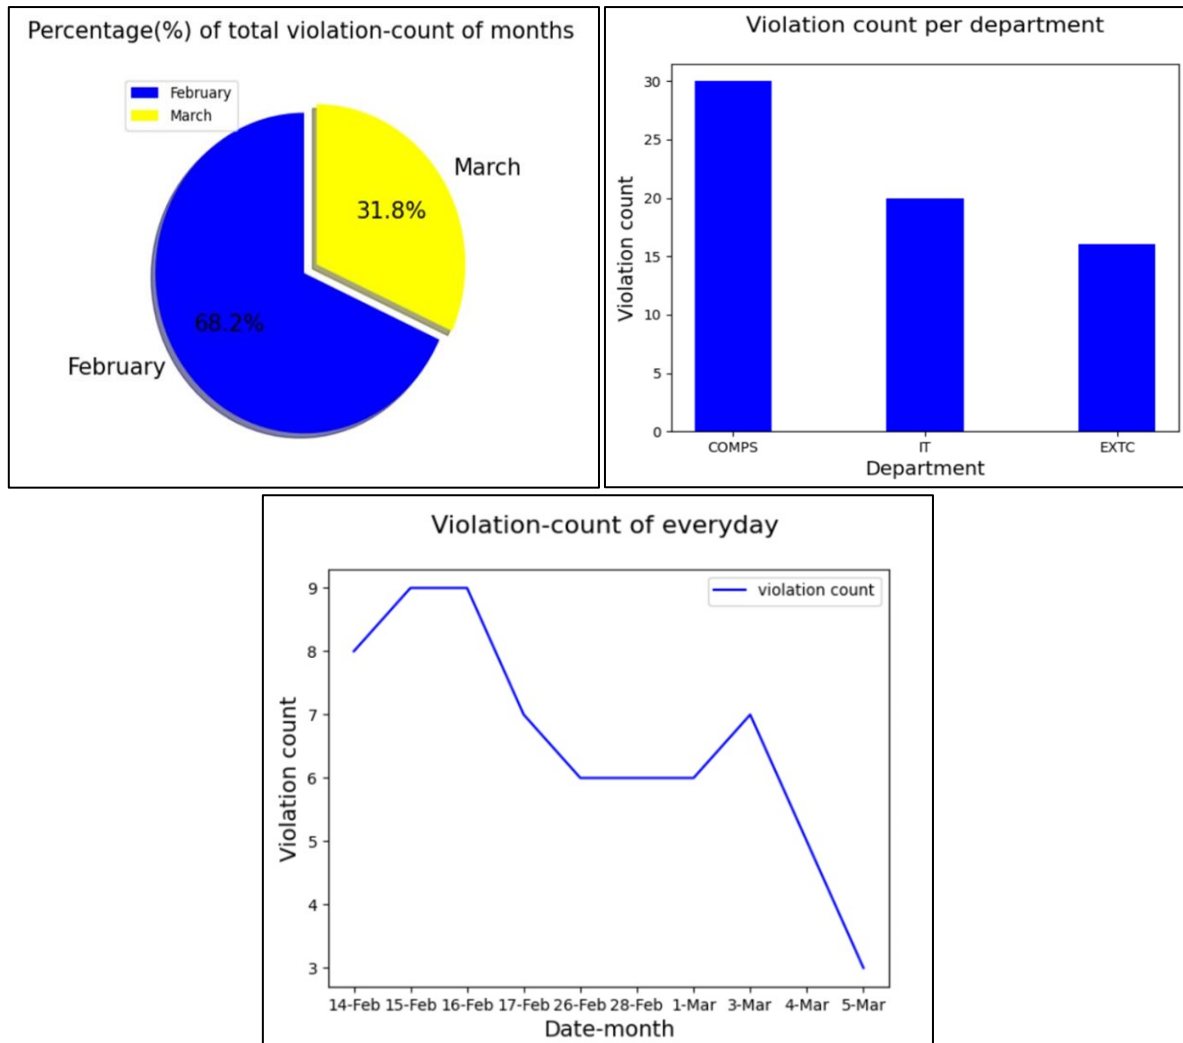 Percentage(%) of total violation-count of months
February
March
March
31.8%
68.2%
February
Violation count per department
30
25
20
15
10
5
0
Violation count
COMPS IT EXTC
Department
Violation-count of everyday
violation count
9
8
7
6
5
4
3
Violation count
14-Feb 15-Feb 16-Feb 17-Feb 26-Feb 28-Feb 1-Mar 3-Mar 4-Mar 5-Mar
Date-month